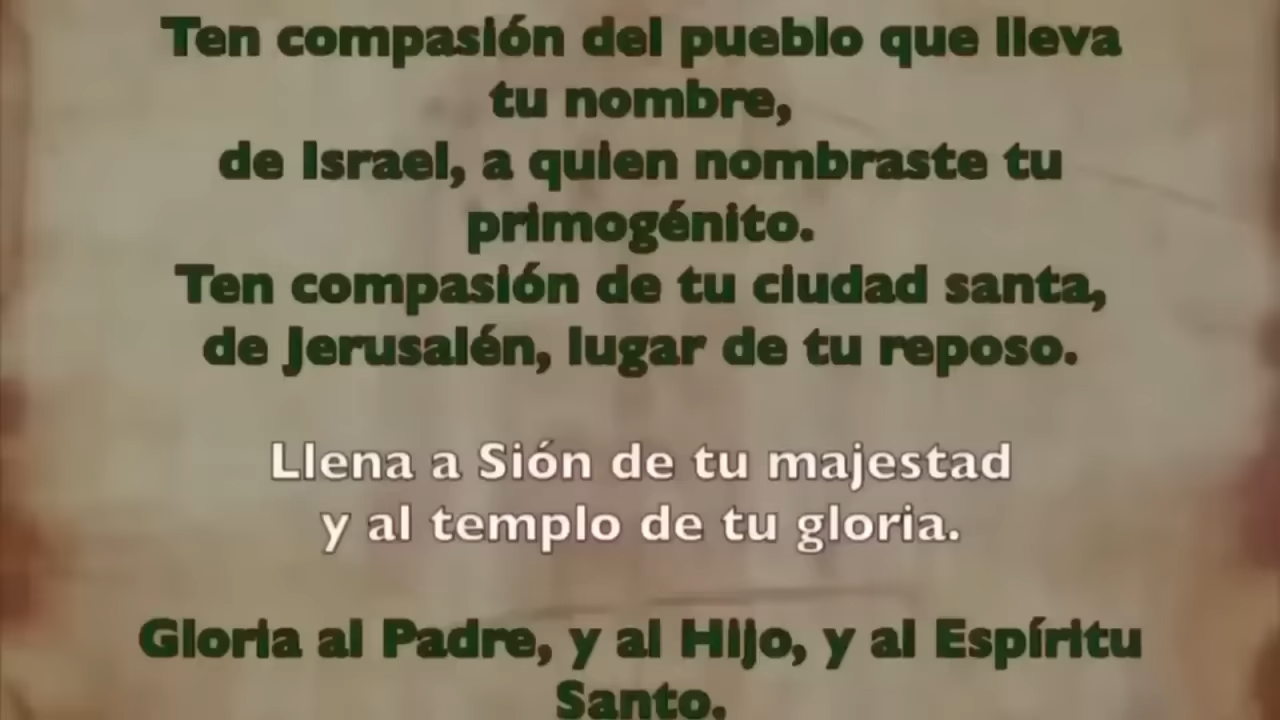 Ten compasión del pueblo que lleva
tu nombre,
de Israel, a quien nombraste tu
primogénito.
Ten compasión de tu ciudad santa,
de Jerusalén, lugar de tu reposo.
Llena a Sión de tu majestad
y al templo de tu gloria.
Gloria al Padre, y al Hijo, y al Espíritu
Santo.